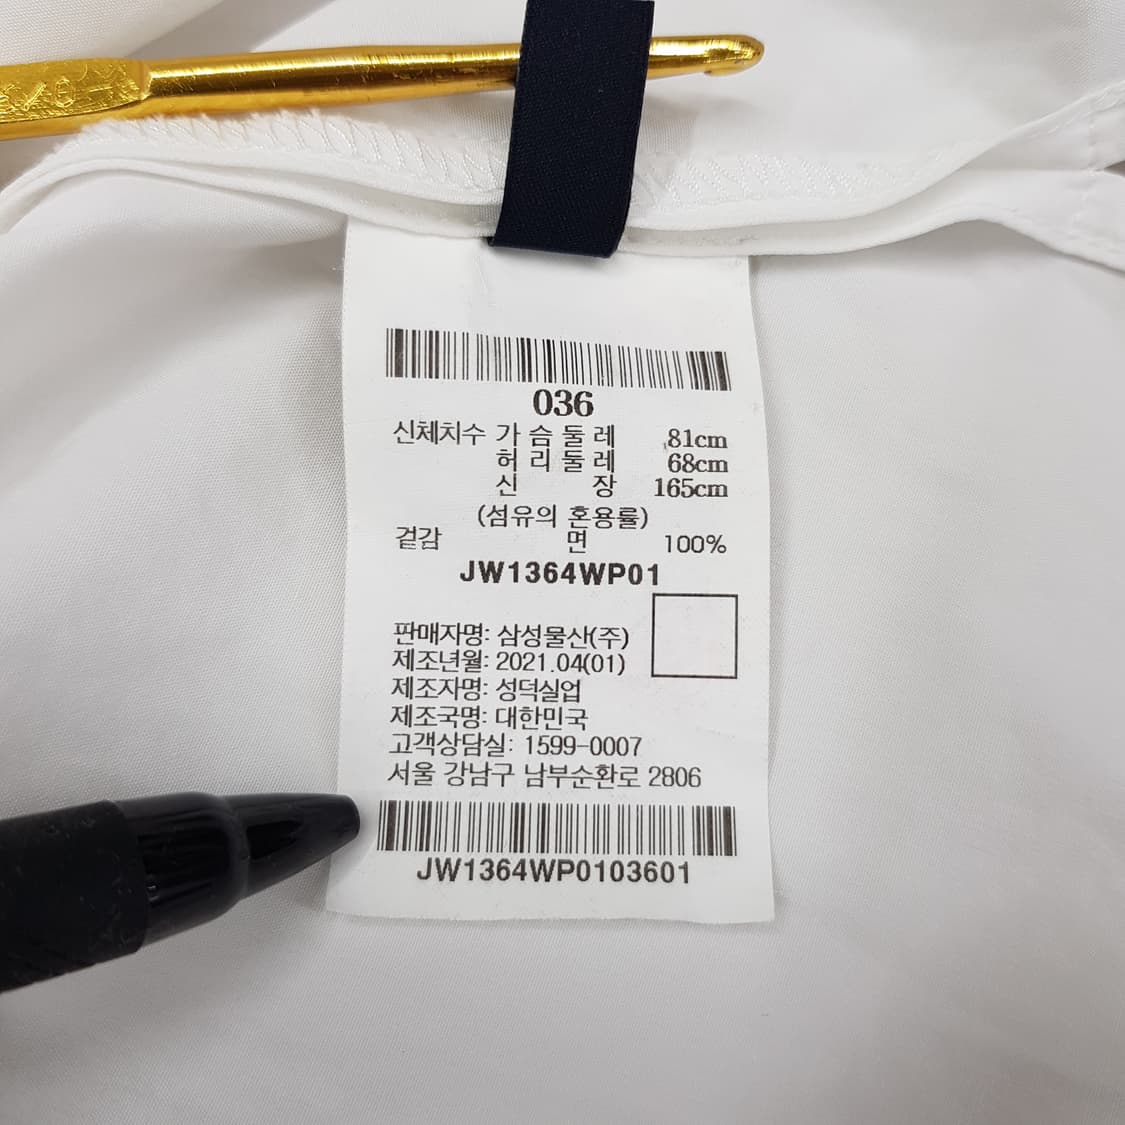 036
신체치수 가슴둘레 81cm
허리둘레 68cm
신 장 165cm
(섬유의 혼용률)
겉감 면 100%
JW1364WP01
판매자명: 삼성물산(주)
제조년월: 2021.04(01)
제조자명: 성덕실업
제조국명: 대한민국
고객상담실: 1599-0007
서울 강남구 남부순환로 2806
JW1364WP0103601